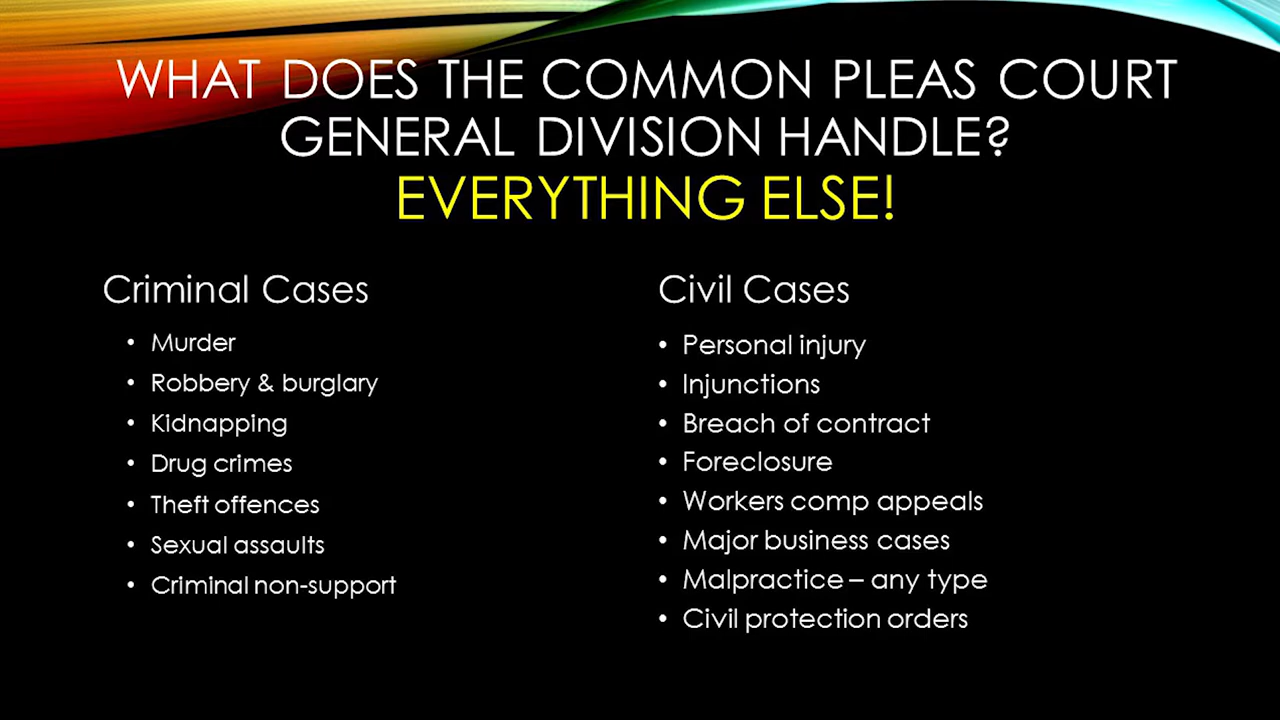 WHAT DOES THE COMMON PLEAS COURT
GENERAL DIVISION HANDLE?
EVERYTHING ELSE!
Criminal Cases
• Murder
• Robbery & burglary
• Kidnapping
• Drug crimes
• Theft offences
• Sexual assaults
• Criminal non-support
Civil Cases
• Personal injury
• Injunctions
• Breach of contract
• Foreclosure
• Workers comp appeals
• Major business cases
• Malpractice – any type
• Civil protection orders